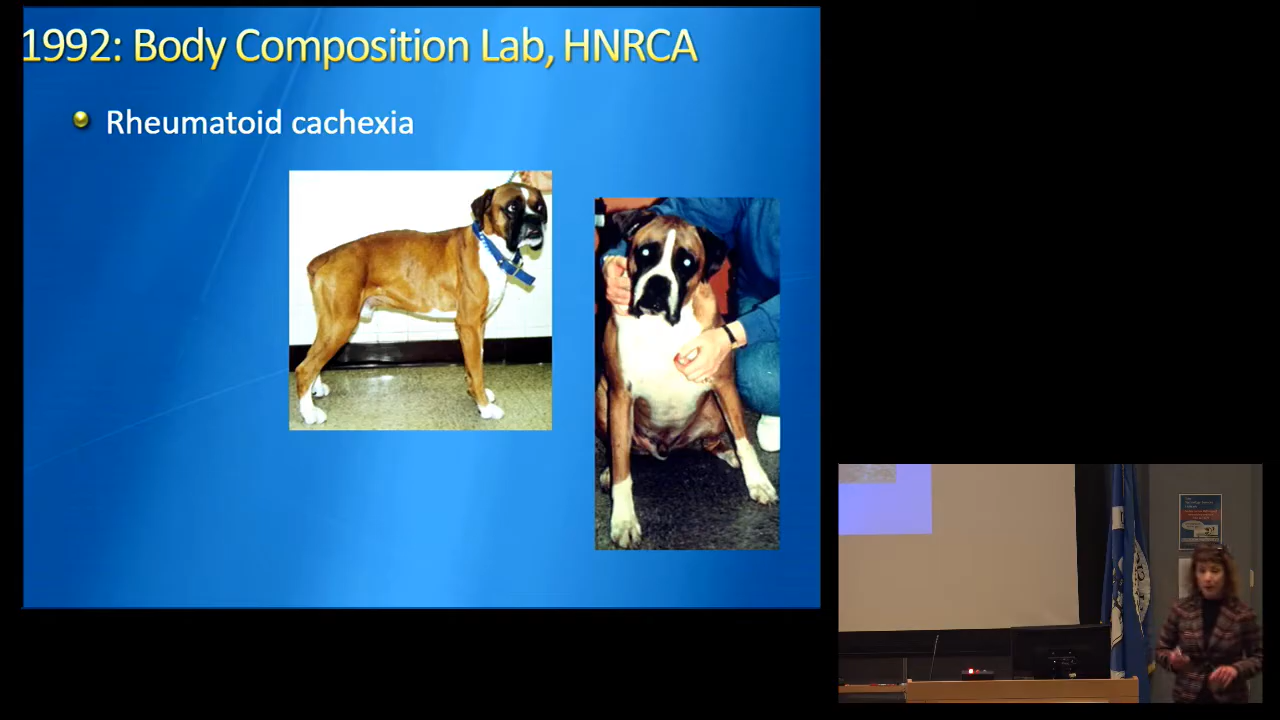 1992: Body Composition Lab, HNRCA
Rheumatoid cachexia